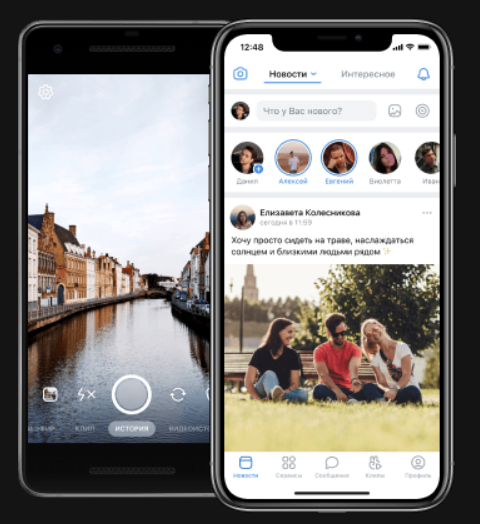 12:48
Новости
Интересное
Что у Вас нового?
Данил
Алексей
Евгений
Виолетта
Иван
Елизавета Колесникова
сегодня в 11:59
Хочу просто сидеть на траве, наслаждаться
солнцем и близкими людьми рядом ✨
Новости
Сервисы
Сообщения
Клипы
Профиль
ЭФИР
КЛИП
ИСТОРИЯ
ВИДЕОИСТ